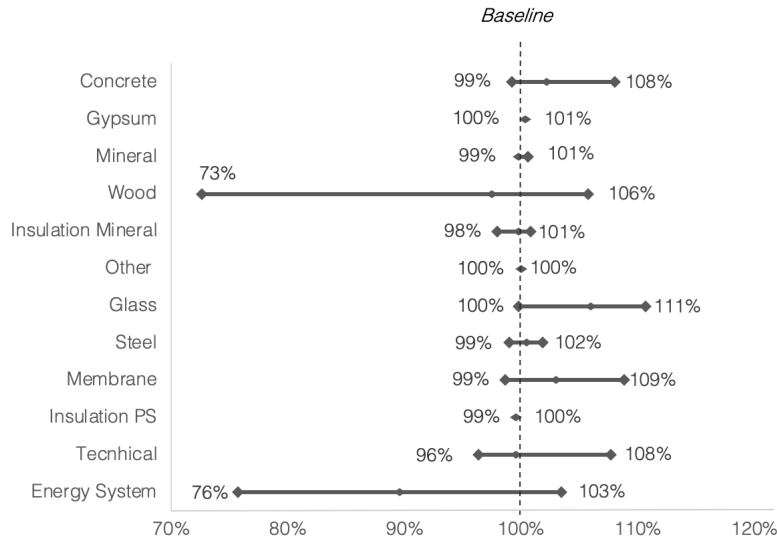 Baseline
Concrete 99% 108%
Gypsum 100% 101%
Mineral 99% 101%
73%
Wood 106%
Insulation Mineral 98% 101%
Other 100% 100%
Glass 100% 111%
Steel 99% 102%
Membrane 99% 109%
Insulation PS 99% 100%
Tecnhical 96% 108%
Energy System 76% 103%
70% 80% 90% 100% 110% 120%